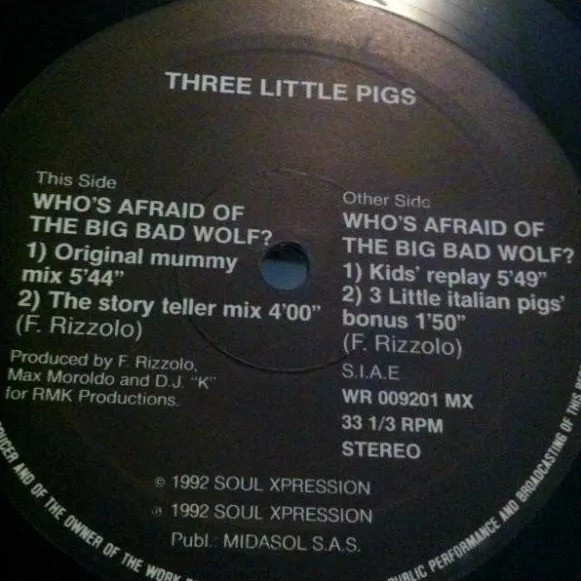 THREE LITTLE PIGS
This Side
WHO'S AFRAID OF
THE BIG BAD WOLF?
1) Original mummy
mix 5'44"
2) The story teller mix 4'00"
(F. Rizzolo)
Produced by F. Rizzolo,
Max Moroldo and D.J. "K"
for RMK Productions.
Other Side
WHO'S AFRAID OF
THE BIG BAD WOLF?
1) Kids' replay 5'49"
2) 3 Little italian pigs'
bonus 1'50"
(F. Rizzolo)
S.I.A.E
WR 009201 MX
33 1/3 RPM
STEREO
© 1992 SOUL XPRESSION
℗ 1992 SOUL XPRESSION
Publ.: MIDASOL S.A.S.
AND OF THE OWNER OF THE WORK
PERFORMANCE AND BROADCASTING OF THIS